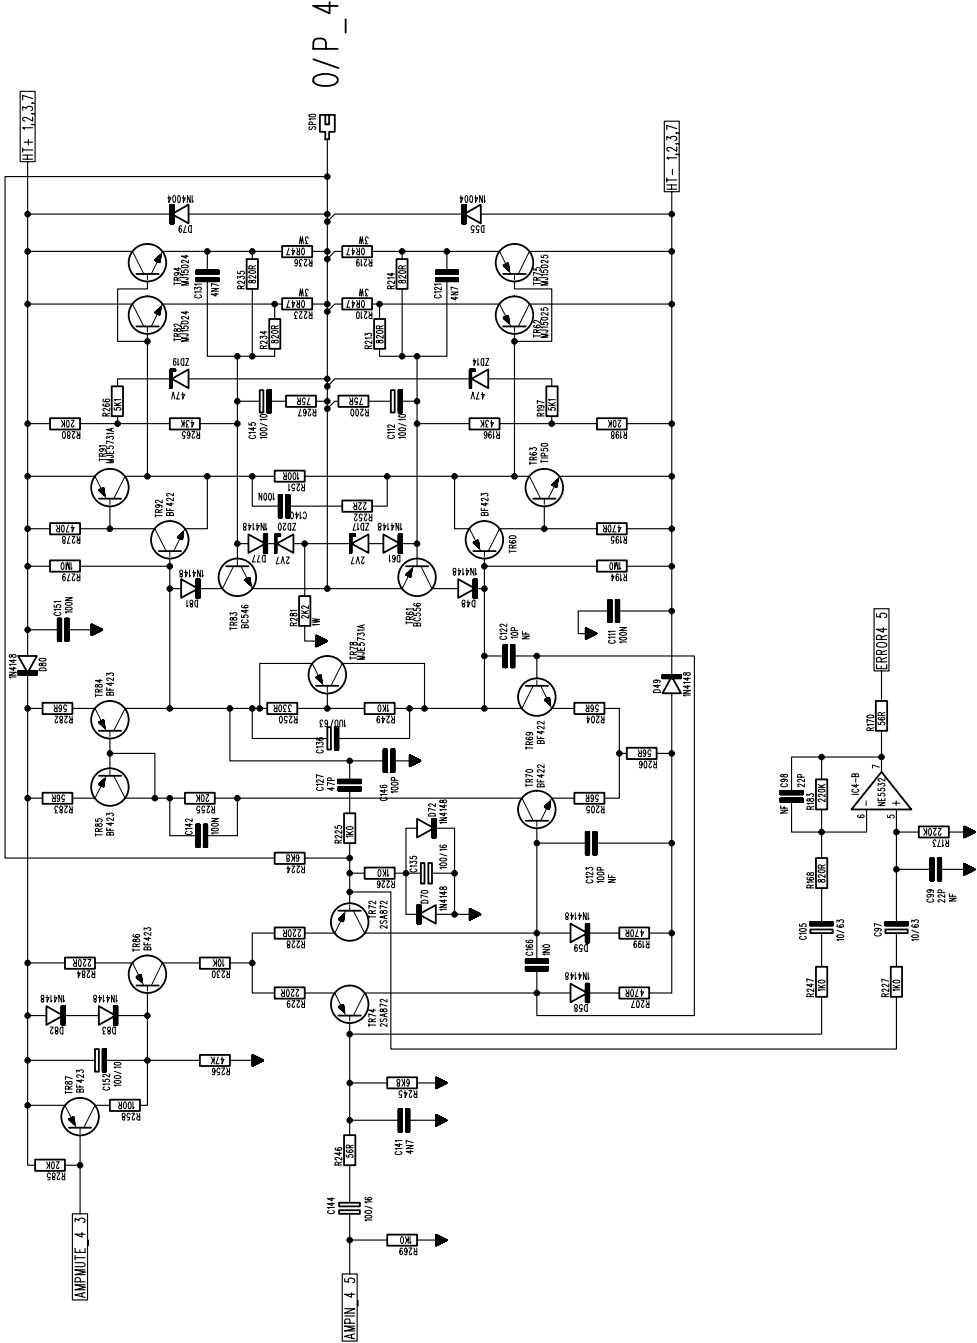 HT+ 1,2,3,7
O/P_4
SP10
HT- 1,2,3,7
1N4004
D79
1N4004
D55
TR94
MJ15024
C131
4N7
R235
820R
3W
0R47
R236
3W
0R47
R219
R214
820R
C121
4N7
TR75
MJ15025
TR82
MJ15024
R234
820R
3W
0R47
R223
3W
0R47
R210
R213
820R
TR62
MJ15025
ZD19
47V
ZD14
47V
R266
5K1
R197
5K1
20K
R280
43K
R265
C145
100/10
75R
R267
75R
R200
C112
100/10
43K
R196
20K
R198
TR91
MJE5731A
100R
R251
TR63
TIP50
470R
R278
TR92
BF422
100N
C140
22R
R252
BF423
TR60
470R
R195
1M0
R279
1N4148
D77
ZD20
2V7
ZD17
2V7
1N4148
D61
1M0
R194
1N4148
D81
TR83
BC546
R281
2K2
1W
TR61
BC556
1N4148
D48
C151
100N
C111
100N
1N4148
D80
TR78
MJE5731A
C122
10P
NF
D49
1N4148
56R
R282
TR84
BF423
330R
R250
1K0
R249
C136
100/63
TR69
BF422
56R
R204
56R
R206
56R
R283
TR85
BF423
20K
R255
C142
100N
C127
47P
C146
100P
TR70
BF422
56R
R205
R225
1K0
D72
1N4148
6K8
R224
1K0
R226
C135
100/16
D70
1N4148
C123
100P
NF
TR72
2SA872
220R
R228
220R
R284
TR86
BF423
10K
R230
C166
1N0
1N4148
D59
470R
R199
220R
R229
TR74
2SA872
1N4148
D58
470R
R207
1N4148
D82
1N4148
D83
C152
100/10
47K
R256
TR87
BF423
100R
R258
20K
R285
AMPMUTE 4 3
6K8
R245
C141
4N7
R246
56R
C144
100/16
1K0
R269
AMPIN 4 5
ERROR4 5
R170
56R
C98
22P
NF
R183
220K
IC4-B
NE5532
7
6
5
-
+
R168
820R
220K
R173
C99
22P
NF
C105
10/63
C97
10/63
R247
1K0
R227
1K0